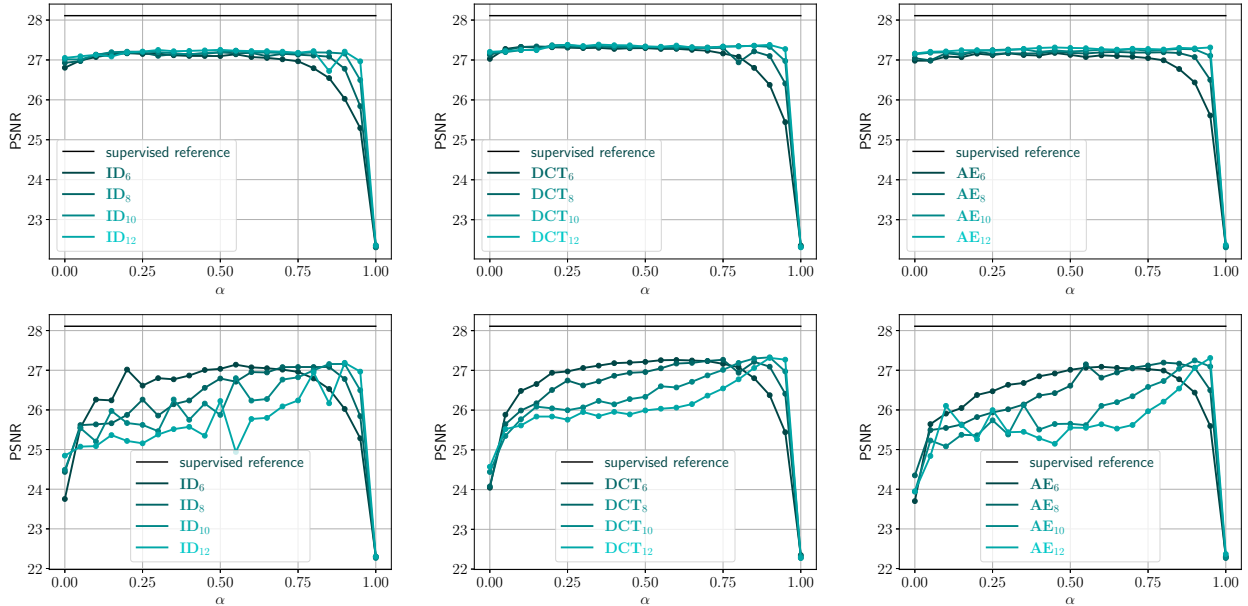 28
27
26
25
24
23
PSNR
supervised reference
ID6
ID8
ID10
ID12
0.00 0.25 0.50 0.75 1.00
α
28
27
26
25
24
23
PSNR
supervised reference
DCT6
DCT8
DCT10
DCT12
0.00 0.25 0.50 0.75 1.00
α
28
27
26
25
24
23
PSNR
supervised reference
AE6
AE8
AE10
AE12
0.00 0.25 0.50 0.75 1.00
α
28
27
26
25
24
23
22
PSNR
supervised reference
ID6
ID8
ID10
ID12
0.00 0.25 0.50 0.75 1.00
α
28
27
26
25
24
23
22
PSNR
supervised reference
DCT6
DCT8
DCT10
DCT12
0.00 0.25 0.50 0.75 1.00
α
28
27
26
25
24
23
22
PSNR
supervised reference
AE6
AE8
AE10
AE12
0.00 0.25 0.50 0.75 1.00
α